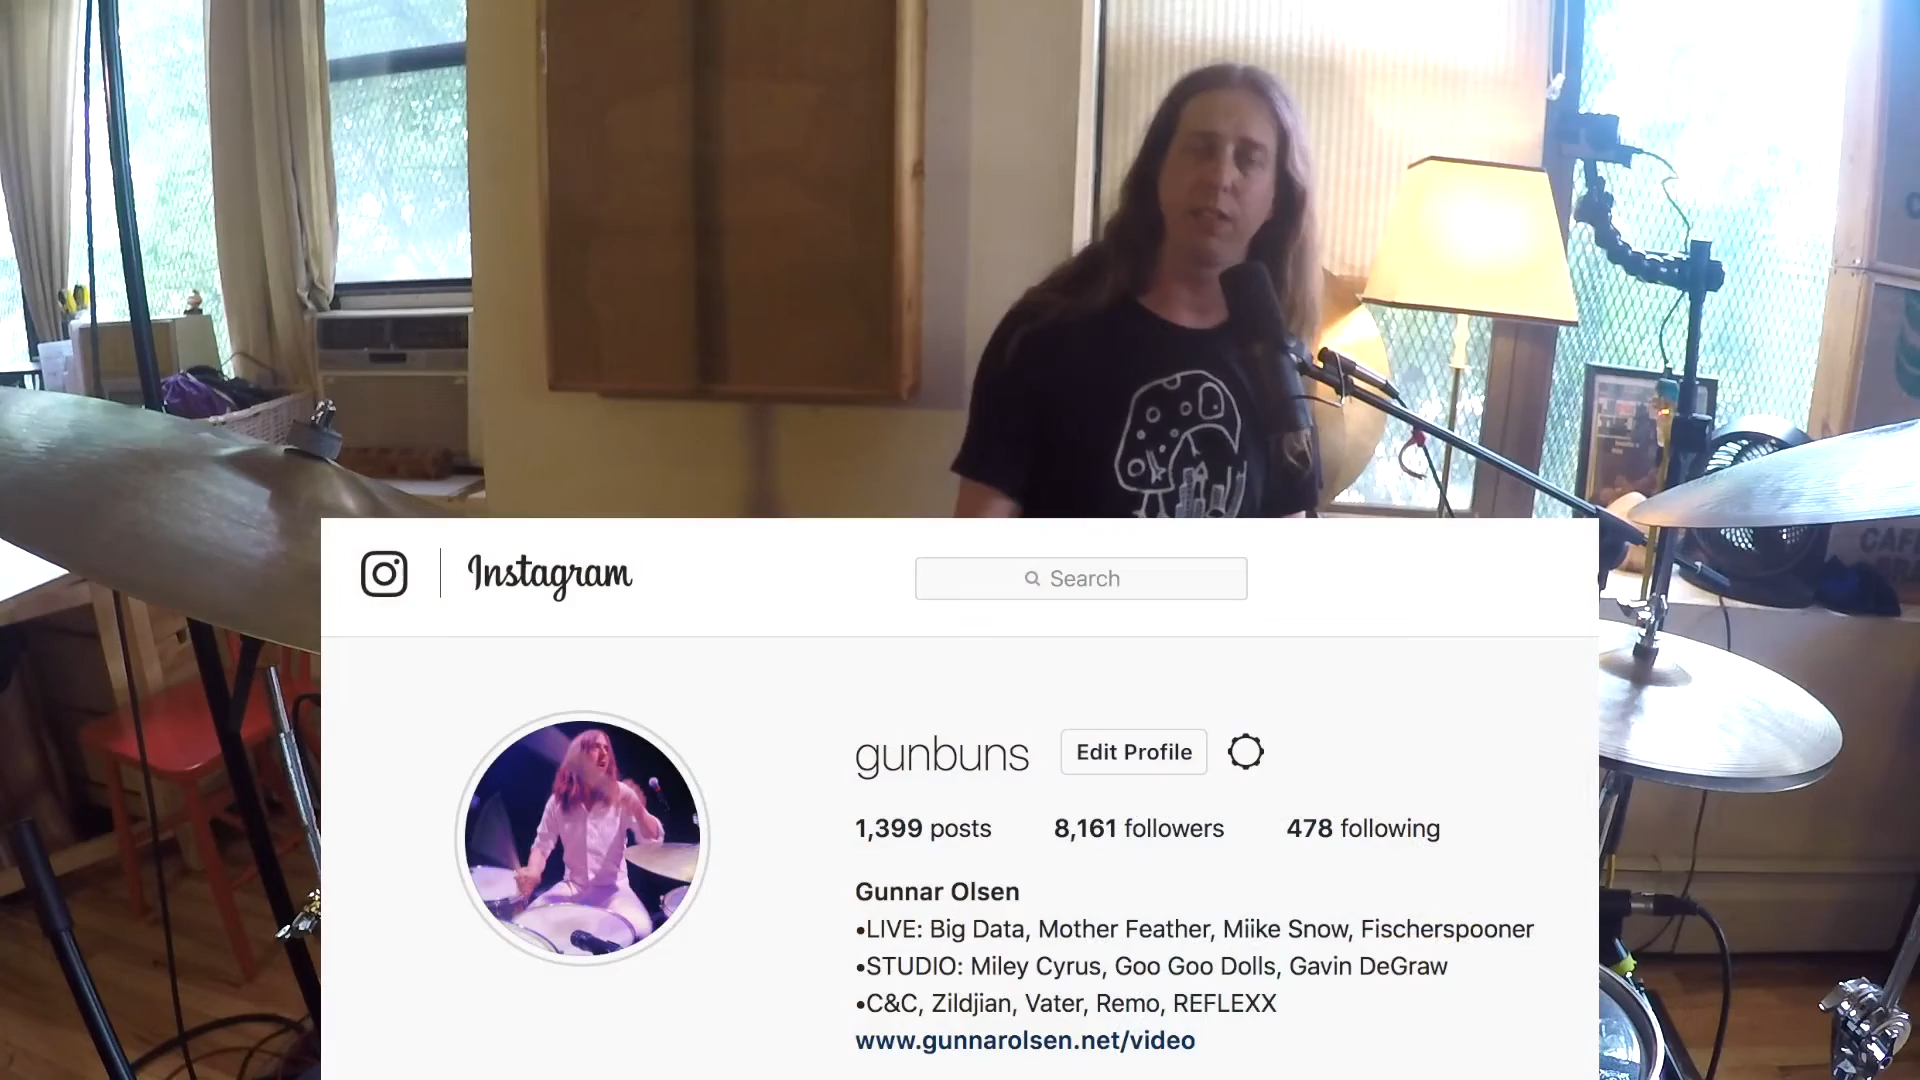 Instagram
Search
gunbuns
Edit Profile
1,399 posts 8,161 followers 478 following
Gunnar Olsen
•LIVE: Big Data, Mother Feather, Miike Snow, Fischerspooner
•STUDIO: Miley Cyrus, Goo Goo Dolls, Gavin DeGraw
•C&C, Zildjian, Vater, Remo, REFLEXX
www.gunnarolsen.net/video